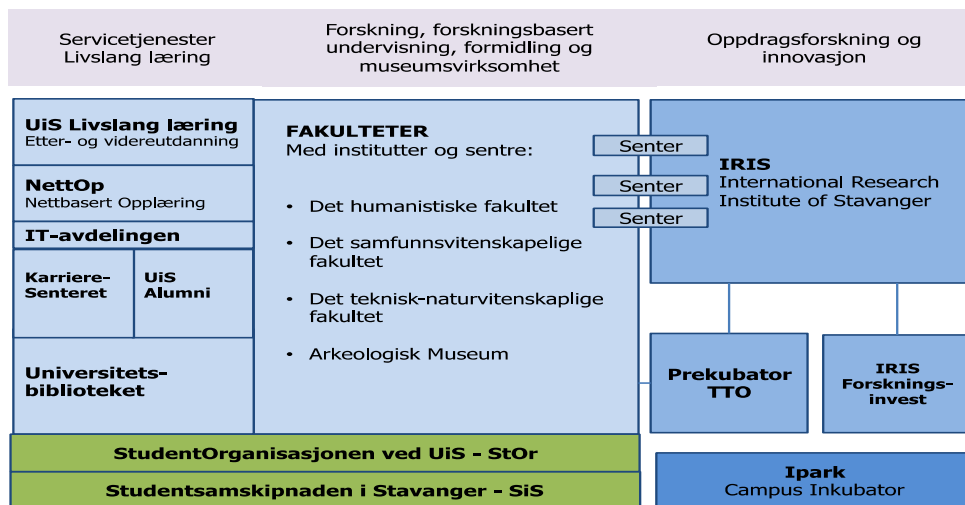 Servicetjenester
Livslang læring
Forskning, forskningsbasert
undervisning, formidling og
museumsvirksomhet
Oppdragsforskning og
innovasjon
UiS Livslang læring
Etter- og videreutdanning
NettOp
Nettbasert Opplæring
IT-avdelingen
Karriere-
Senteret
UiS
Alumni
Universitets-
biblioteket
FAKULTETER
Med institutter og sentre:
• Det humanistiske fakultet
• Det samfunnsvitenskapelige
fakultet
• Det teknisk-naturvitenskaplige
fakultet
• Arkeologisk Museum
Senter
Senter
Senter
IRIS
International Research
Institute of Stavanger
Prekubator
TTO
IRIS
Forsknings-
invest
StudentOrganisasjonen ved UiS - StOr
Studentsamskipnaden i Stavanger - SiS
Ipark
Campus Inkubator